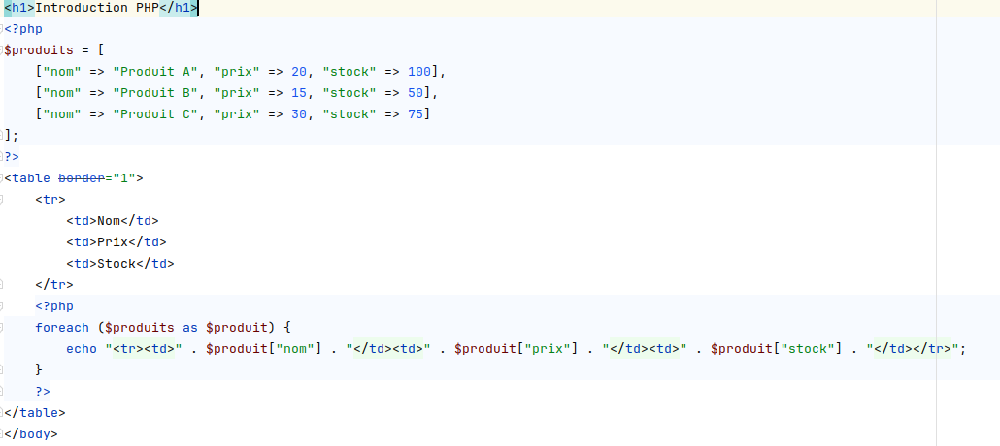 <h1>Introduction PHP</h1>
<?php
$produits = [
    ["nom" => "Produit A", "prix" => 20, "stock" => 100],
    ["nom" => "Produit B", "prix" => 15, "stock" => 50],
    ["nom" => "Produit C", "prix" => 30, "stock" => 75]
];
?>
<table border="1">
    <tr>
        <td>Nom</td>
        <td>Prix</td>
        <td>Stock</td>
    </tr>
    <?php
    foreach ($produits as $produit) {
        echo "<tr><td>" . $produit["nom"] . "</td><td>" . $produit["prix"] . "</td><td>" . $produit["stock"] . "</td></tr>";
    }
    ?>
</table>
</body>